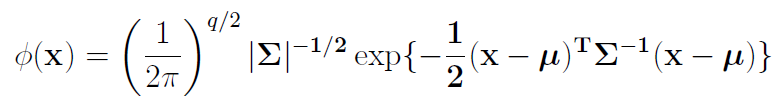 ϕ(x) = (1/2π)^{q/2} |Σ|^{−1/2} exp{−1/2(x − μ)^T Σ^{−1}(x − μ)}